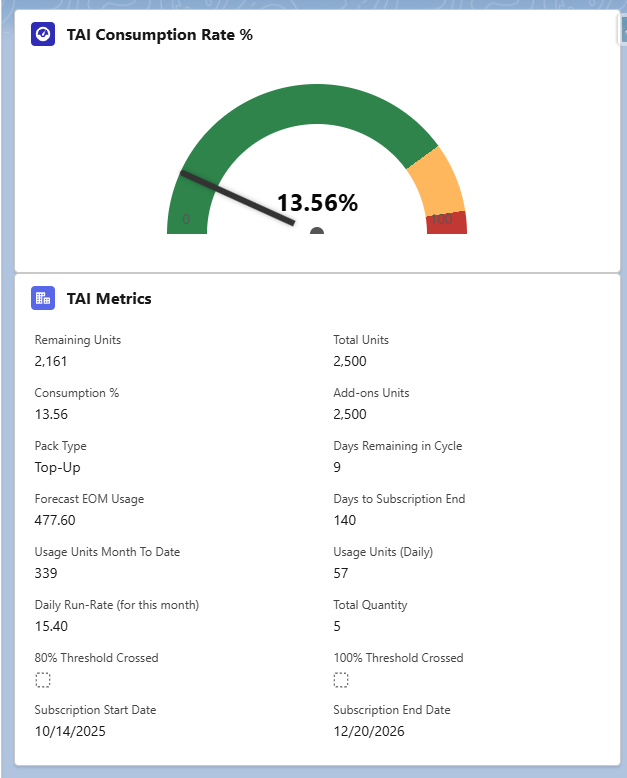 TAI Consumption Rate %
13.56%
0
100
TAI Metrics
Remaining Units
2,161
Total Units
2,500
Consumption %
13.56
Add-ons Units
2,500
Pack Type
Top-Up
Days Remaining in Cycle
9
Forecast EOM Usage
477.60
Days to Subscription End
140
Usage Units Month To Date
339
Usage Units (Daily)
57
Daily Run-Rate (for this month)
15.40
Total Quantity
5
80% Threshold Crossed
100% Threshold Crossed
Subscription Start Date
10/14/2025
Subscription End Date
12/20/2026